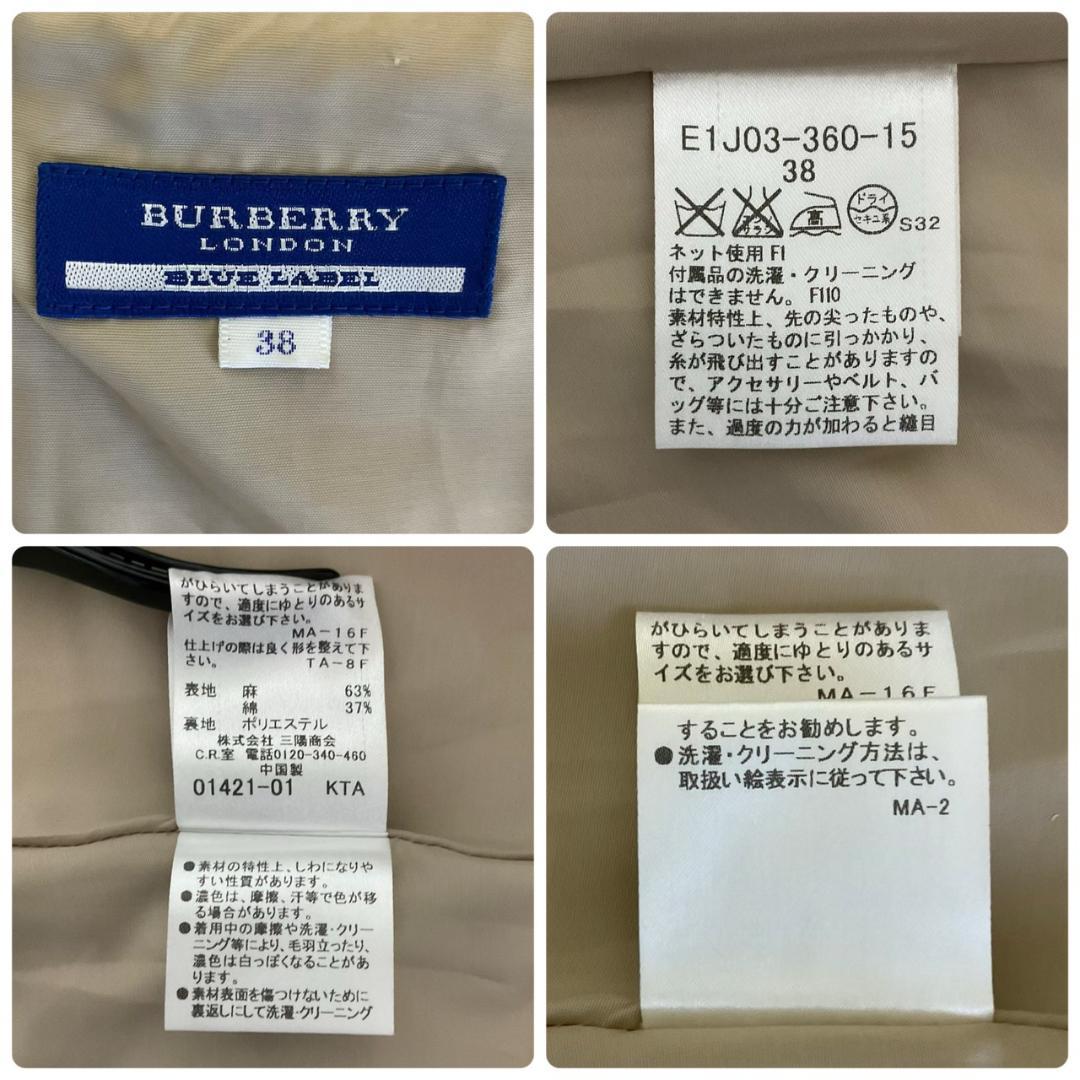 BURBERRY
LONDON
BLUE LABEL
38
E1J03-360-15
38
エンソ
サラシ
高
ドライ
セキユ系
S32
ネット使用 F1
付属品の洗濯・クリーニング
はできません。F110
素材特性上、先の尖ったものや、
ざらついたものに引っかかり、
糸が飛び出すことがありますの
で、アクセサリーやベルト、バ
ッグ等には十分ご注意下さい。
また、過度の力が加わると縫目
がひらいてしまうことがありま
すので、適度にゆとりのあるサ
イズをお選び下さい。
MA-16F
仕上げの際は良く形を整えて下
さい。 TA-8F
表地 麻 63%
綿 37%
裏地 ポリエステル
株式会社 三陽商会
C.R.室 電話0120-340-460
中国製
01421-01 KTA
●素材の特性上、しわになりや
すい性質があります。
●濃色は、摩擦、汗等で色が移
る場合があります。
●着用中の摩擦や洗濯・クリー
ニング等により、毛羽立ったり、
濃色は白っぽくなることがあ
ります。
●素材表面を傷つけないために
裏返しにして洗濯・クリーニング
がひらいてしまうことがありま
すので、適度にゆとりのあるサ
イズをお選び下さい。
MA-16F
することをお勧めします。
●洗濯・クリーニング方法は、
取扱い絵表示に従って下さい。
MA-2